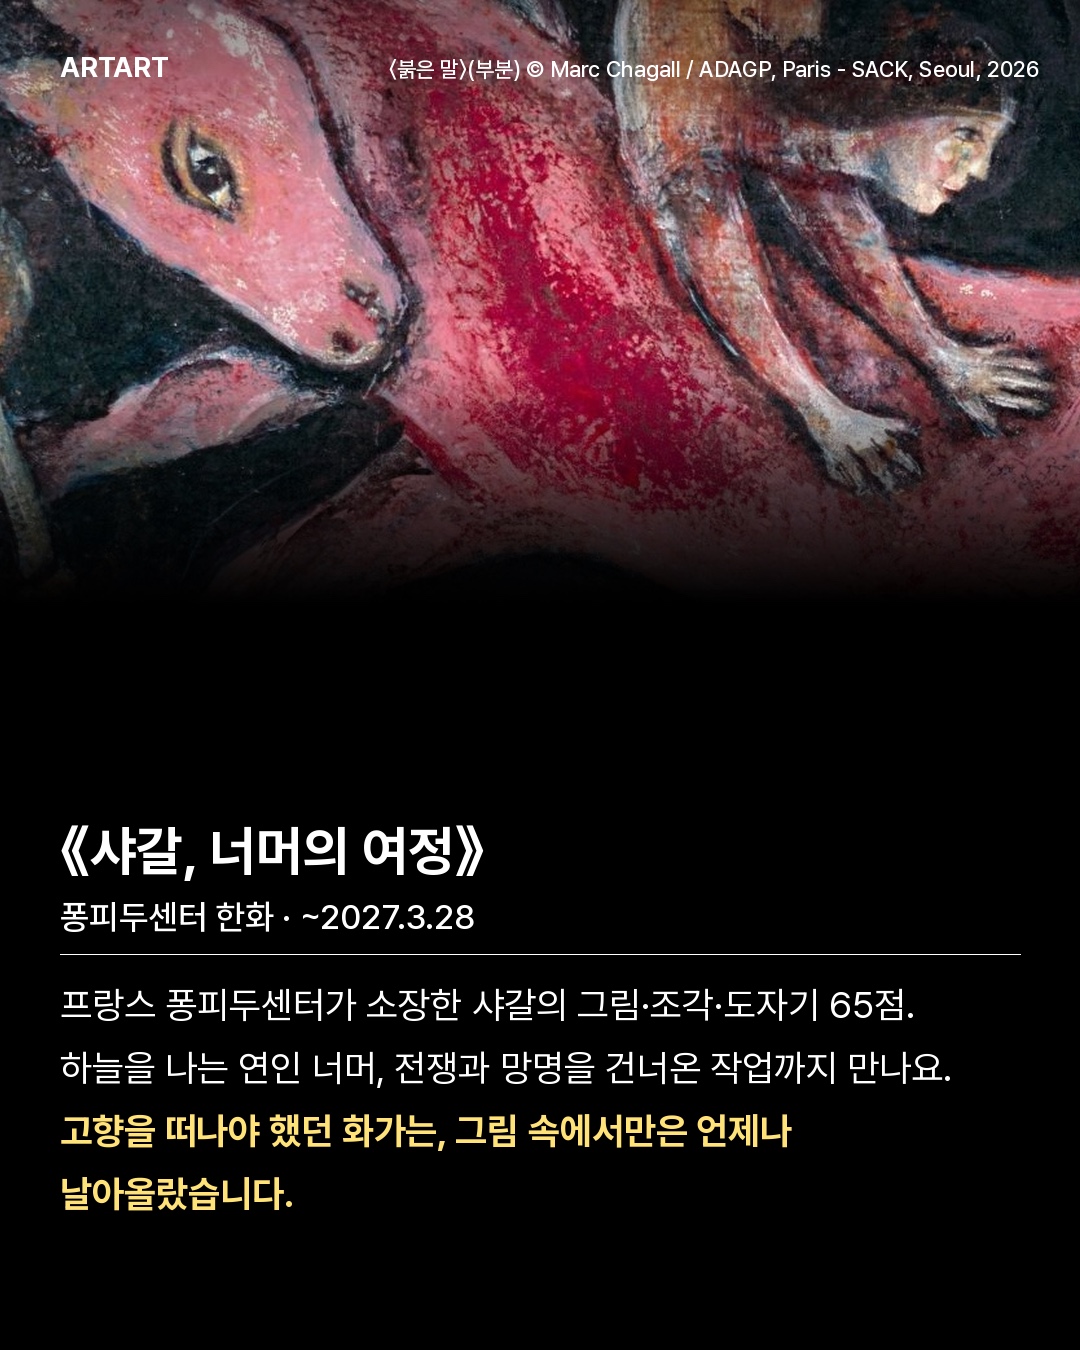 ARTART
〈붉은 말〉(부분) © Marc Chagall / ADAGP, Paris - SACK, Seoul, 2026
《샤갈, 너머의 여정》
퐁피두센터 한화 · ~2027.3.28
프랑스 퐁피두센터가 소장한 샤갈의 그림·조각·도자기 65점.
하늘을 나는 연인 너머, 전쟁과 망명을 건너온 작업까지 만나요.
고향을 떠나야 했던 화가는, 그림 속에서만은 언제나
날아올랐습니다.